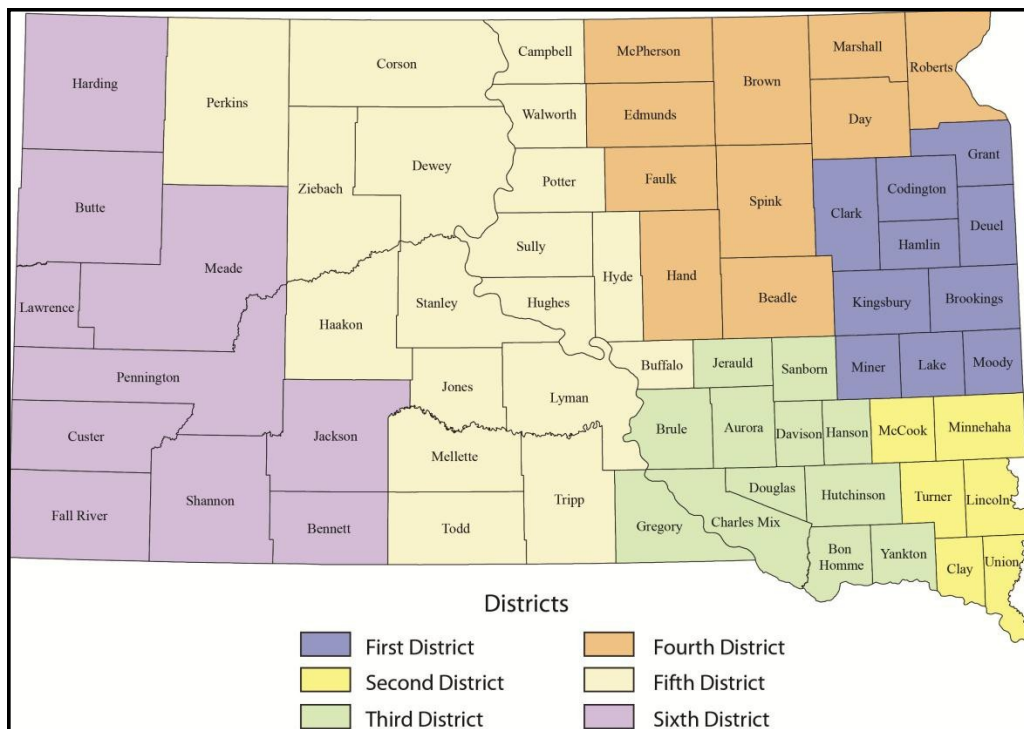 Harding
Perkins
Corson
Campbell
McPherson
Brown
Marshall
Roberts
Walworth
Edmunds
Day
Grant
Butte
Ziebach
Dewey
Potter
Faulk
Spink
Clark
Codington
Deuel
Hamlin
Meade
Sully
Hyde
Hand
Lawrence
Haakon
Stanley
Hughes
Beadle
Kingsbury
Brookings
Pennington
Jones
Lyman
Buffalo
Jerauld
Sanborn
Miner
Lake
Moody
Custer
Jackson
Mellette
Brule
Aurora
Davison
Hanson
McCook
Minnehaha
Fall River
Shannon
Bennett
Todd
Tripp
Gregory
Charles Mix
Douglas
Hutchinson
Turner
Lincoln
Bon
Homme
Yankton
Clay
Union
Districts
First District
Fourth District
Second District
Fifth District
Third District
Sixth District